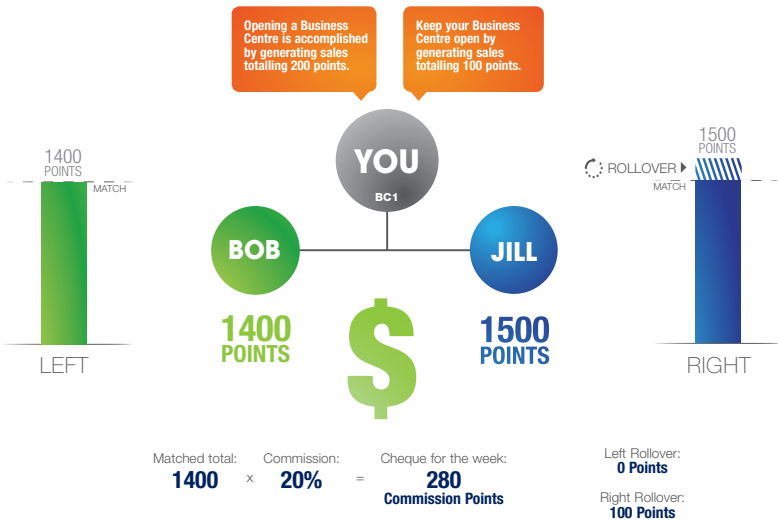 Opening a Business
Centre is accomplished
by generating sales
totalling 200 points.
Keep your Business
Centre open by
generating sales
totalling 100 points.
1400
POINTS
MATCH
LEFT
YOU
BC1
BOB
JILL
1400
POINTS
$
1500
POINTS
1500
POINTS
ROLLOVER
MATCH
RIGHT
Matched total:
1400
x
Commission:
20%
=
Cheque for the week:
280
Commission Points
Left Rollover:
0 Points
Right Rollover:
100 Points